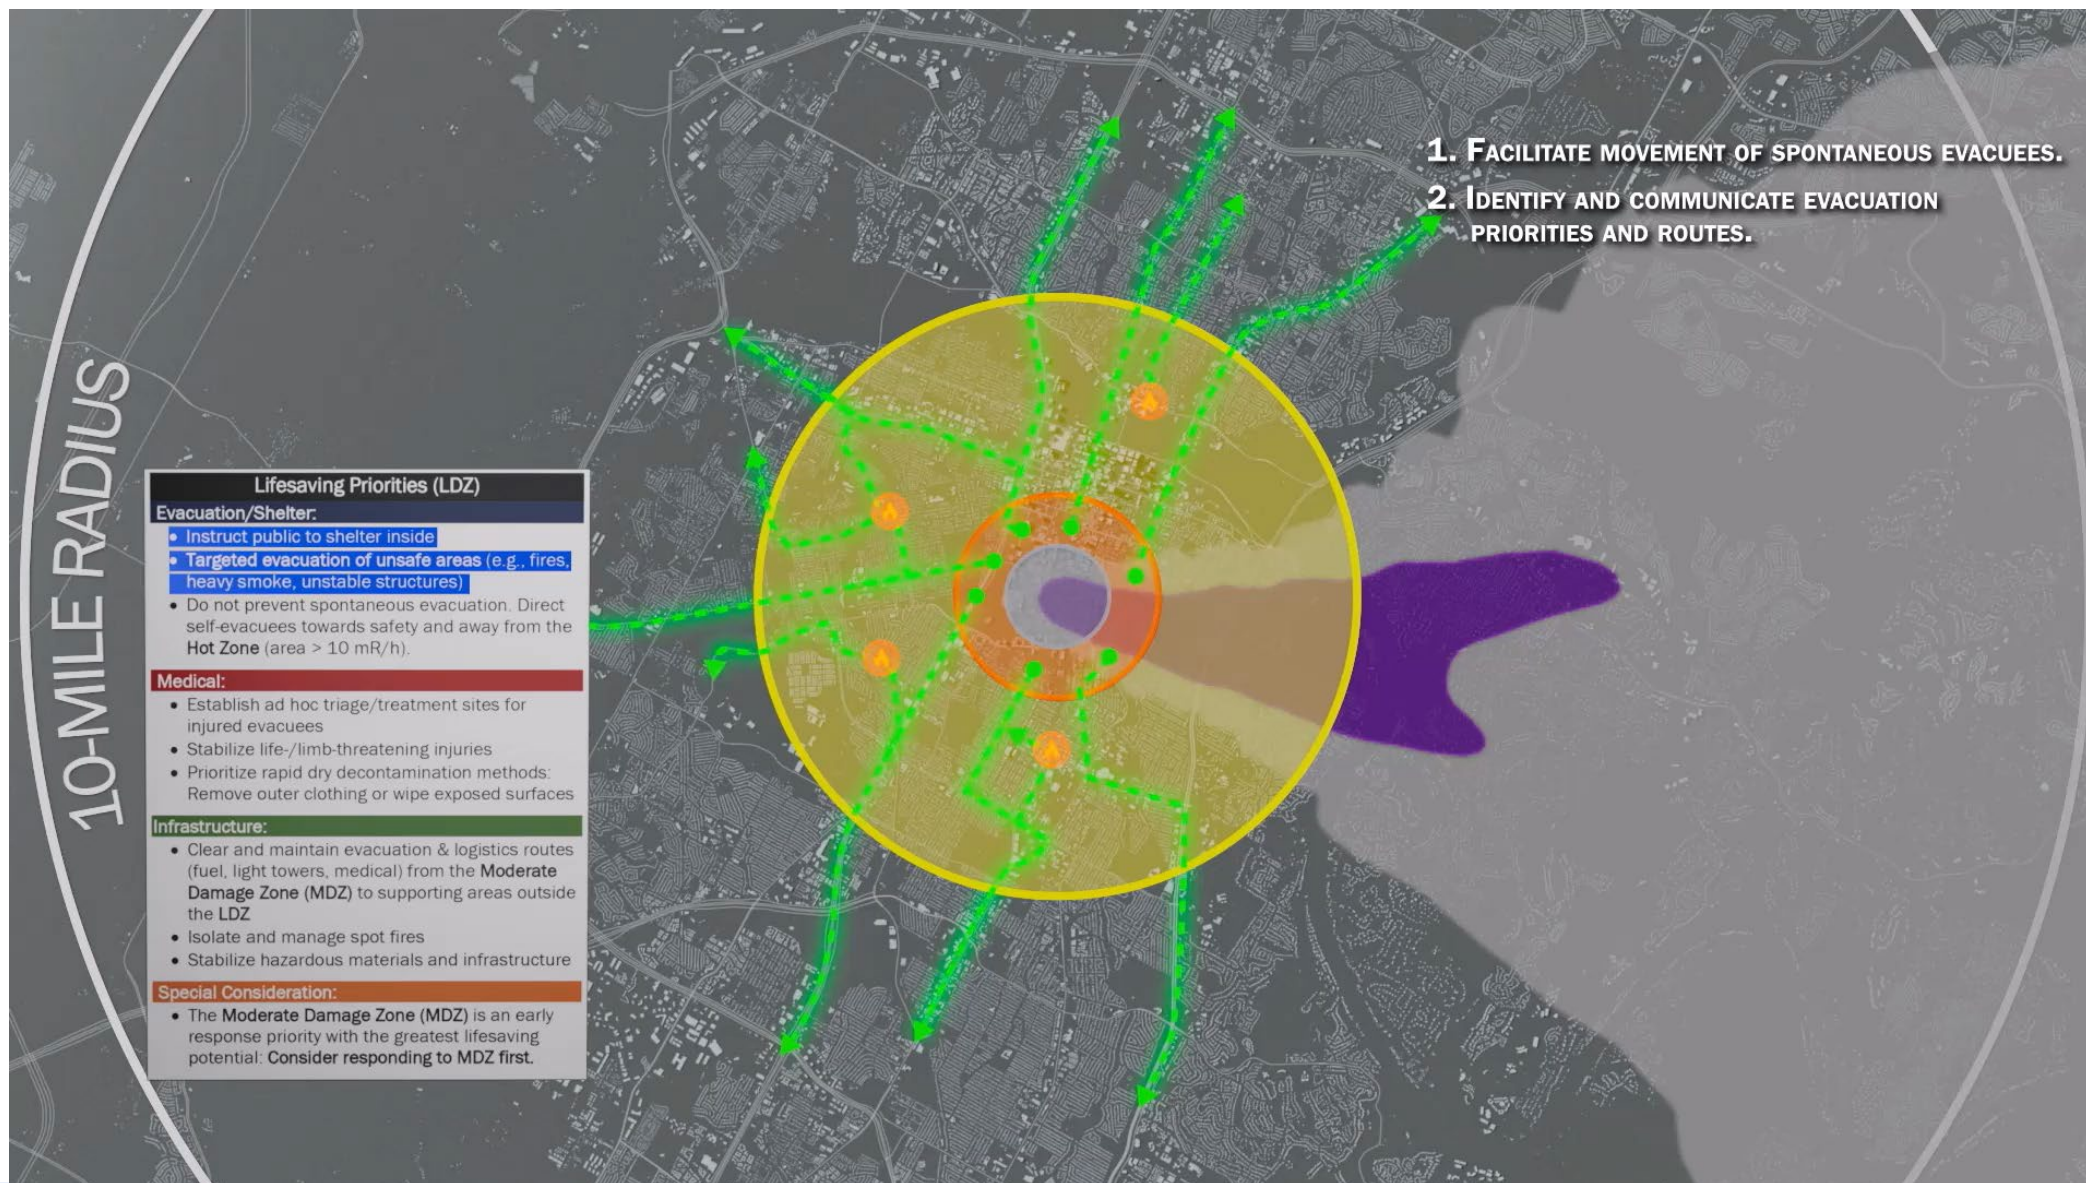 1. FACILITATE MOVEMENT OF SPONTANEOUS EVACUEES.
2. IDENTIFY AND COMMUNICATE EVACUATION
PRIORITIES AND ROUTES.
10-MILE RADIUS
Lifesaving Priorities (LDZ)
Evacuation/Shelter:
• Instruct public to shelter inside
• Targeted evacuation of unsafe areas (e.g., fires,
heavy smoke, unstable structures)
• Do not prevent spontaneous evacuation. Direct
self-evacuees towards safety and away from the
Hot Zone (area > 10 mR/h).
Medical:
• Establish ad hoc triage/treatment sites for
injured evacuees
• Stabilize life-/limb-threatening injuries
• Prioritize rapid dry decontamination methods:
Remove outer clothing or wipe exposed surfaces
Infrastructure:
• Clear and maintain evacuation & logistics routes
(fuel, light towers, medical) from the Moderate
Damage Zone (MDZ) to supporting areas outside
the LDZ
• Isolate and manage spot fires
• Stabilize hazardous materials and infrastructure
Special Consideration:
• The Moderate Damage Zone (MDZ) is an early
response priority with the greatest lifesaving
potential: Consider responding to MDZ first.